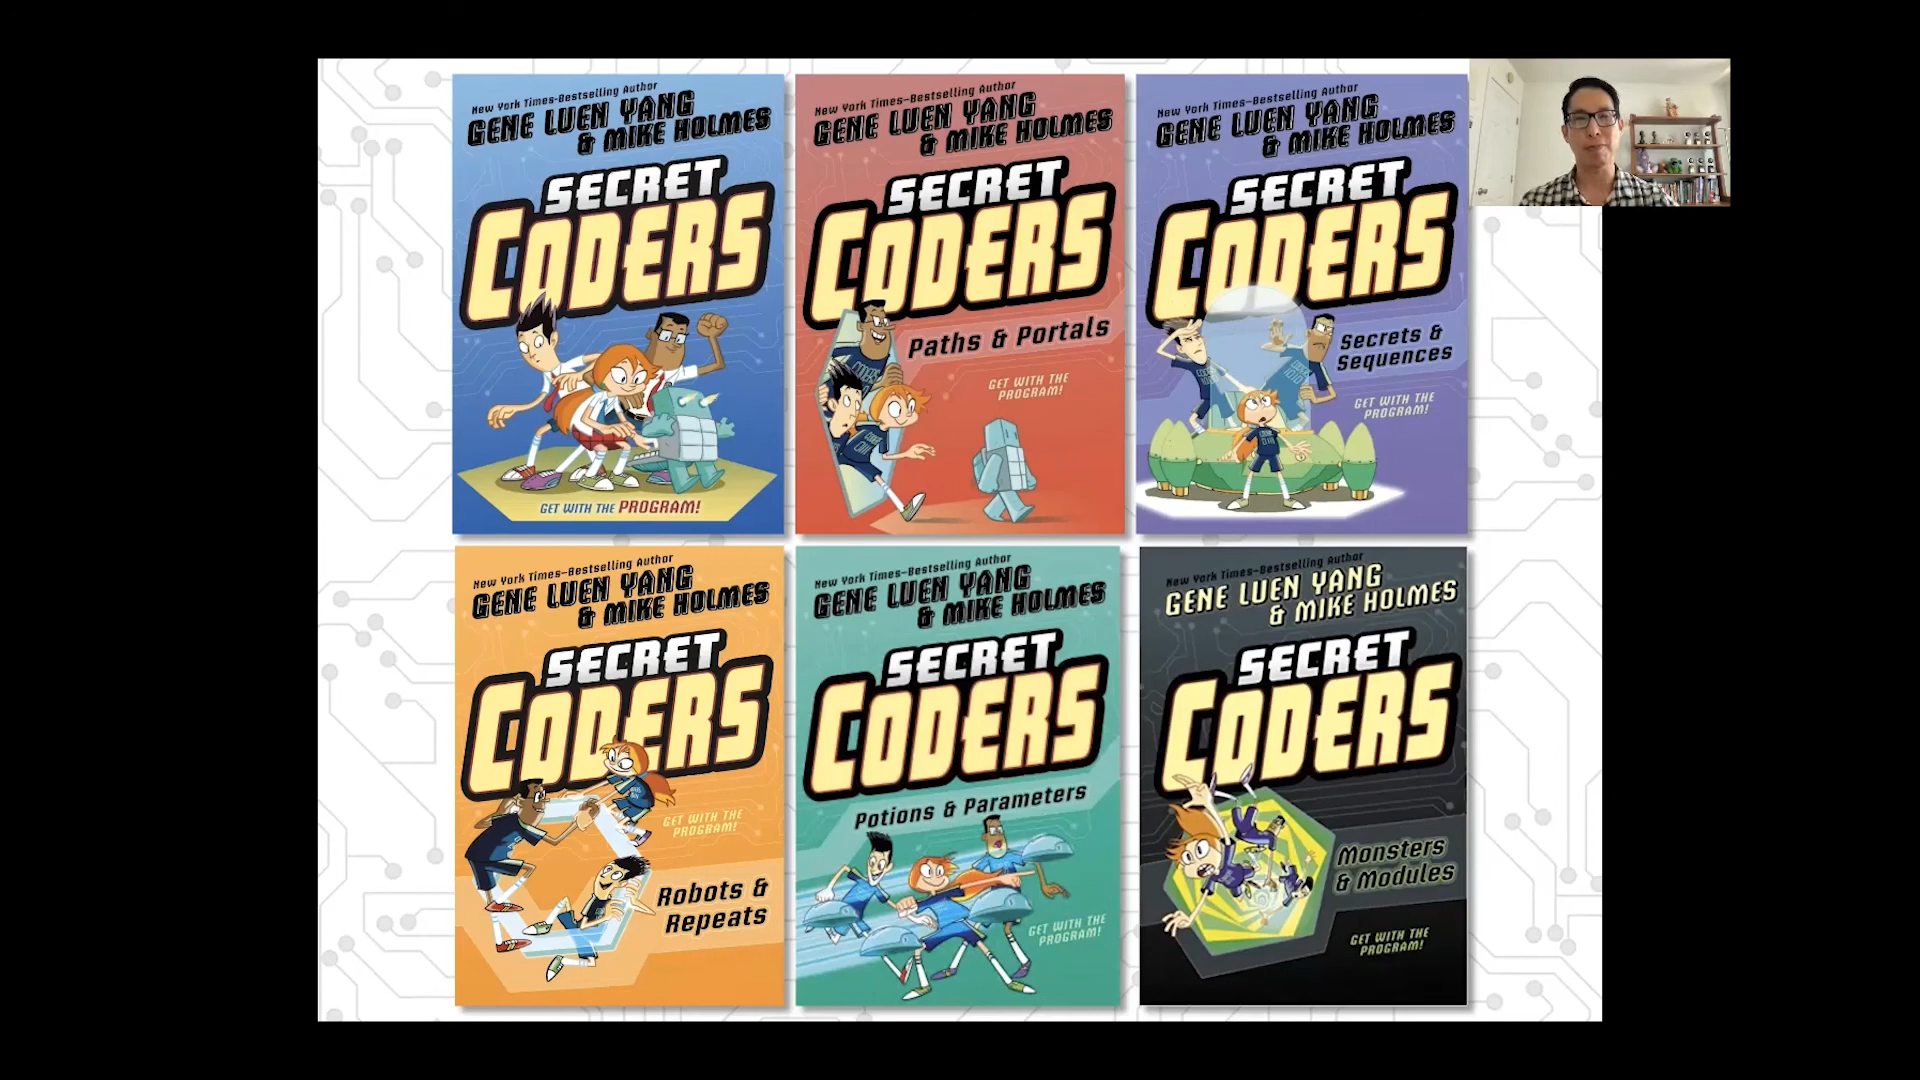 New York Times-Bestselling Author
GENE LUEN YANG
& MIKE HOLMES
SECRET
CODERS
GET WITH THE PROGRAM!
New York Times-Bestselling Author
GENE LUEN YANG
& MIKE HOLMES
SECRET
CODERS
Paths & Portals
GET WITH THE
PROGRAM!
New York Times-Bestselling Author
GENE LUEN YANG
& MIKE HOLMES
SECRET
CODERS
Secrets &
Sequences
GET WITH THE
PROGRAM!
New York Times-Bestselling Author
GENE LUEN YANG
& MIKE HOLMES
SECRET
CODERS
GET WITH THE
PROGRAM!
Robots &
Repeats
New York Times-Bestselling Author
GENE LUEN YANG
& MIKE HOLMES
SECRET
CODERS
Potions & Parameters
GET WITH THE
PROGRAM!
New York Times-Bestselling Author
GENE LUEN YANG
& MIKE HOLMES
SECRET
CODERS
Monsters
& Modules
GET WITH THE
PROGRAM!